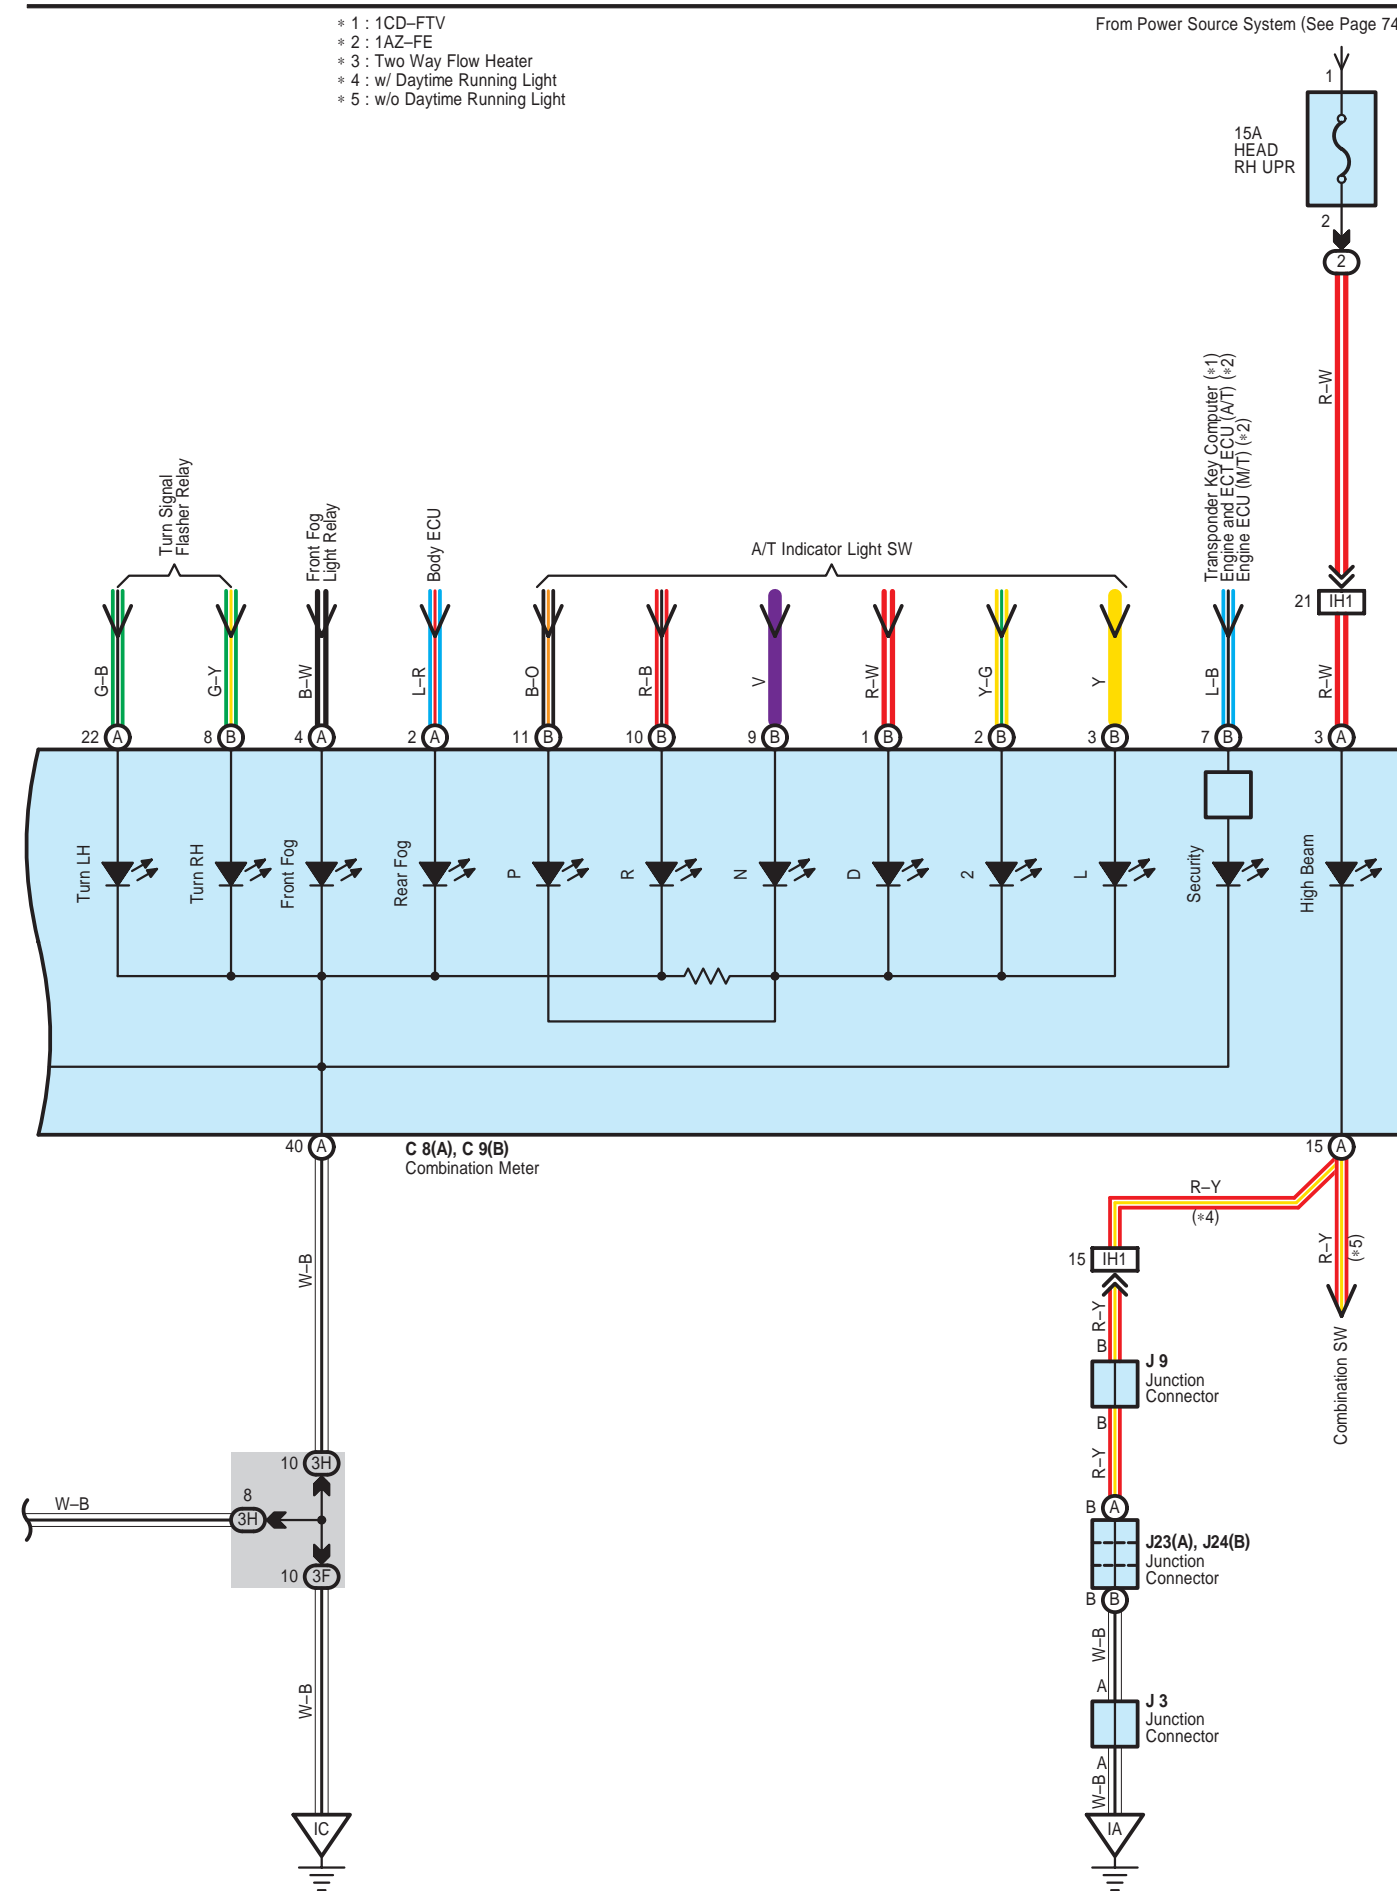 * 1 : 1CD–FTV
* 2 : 1AZ–FE
* 3 : Two Way Flow Heater
* 4 : w/ Daytime Running Light
* 5 : w/o Daytime Running Light
From Power Source System (See Page 74
1
15A
HEAD
RH UPR
2
2
R–W
Turn Signal
Flasher Relay
Front Fog
Light Relay
Body ECU
A/T Indicator Light SW
Transponder Key Computer (*1)
Engine and ECT ECU (A/T) (*2)
Engine ECU (M/T) (*2)
21 IH1
G–B
G–Y
B–W
L–R
B–O
R–B
V
R–W
Y–G
Y
L–B
R–W
22 A
8 B
4 A
2 A
11 B
10 B
9 B
1 B
2 B
3 B
7 B
3 A
Turn LH
Turn RH
Front Fog
Rear Fog
P
R
N
D
2
L
Security
High Beam
40 A
C 8(A), C 9(B)
Combination Meter
15 A
R–Y
(*4)
R–Y
(*5)
W–B
15 IH1
R–Y
B
J 9
Junction
Connector
Combination SW
B
R–Y
10 3H
8
W–B
3H
B A
J23(A), J24(B)
Junction
Connector
10 3F
B B
W–B
W–B
A
J 3
Junction
Connector
A
W–B
IC
IA